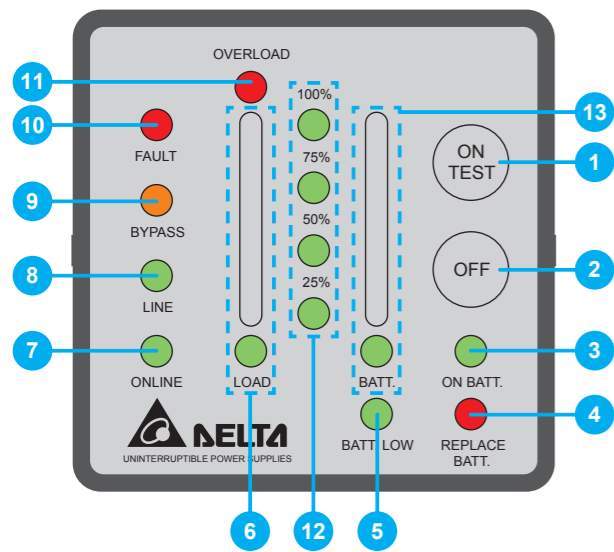 OVERLOAD
11
10
FAULT
9
BYPASS
8
LINE
7
ONLINE
LOAD
100%
75%
50%
25%
BATT.
13
ON
TEST
1
OFF
2
3
ON BATT.
4
REPLACE
BATT.
BATT. LOW
DELTA
UNINTERRUPTIBLE POWER SUPPLIES
6
12
5